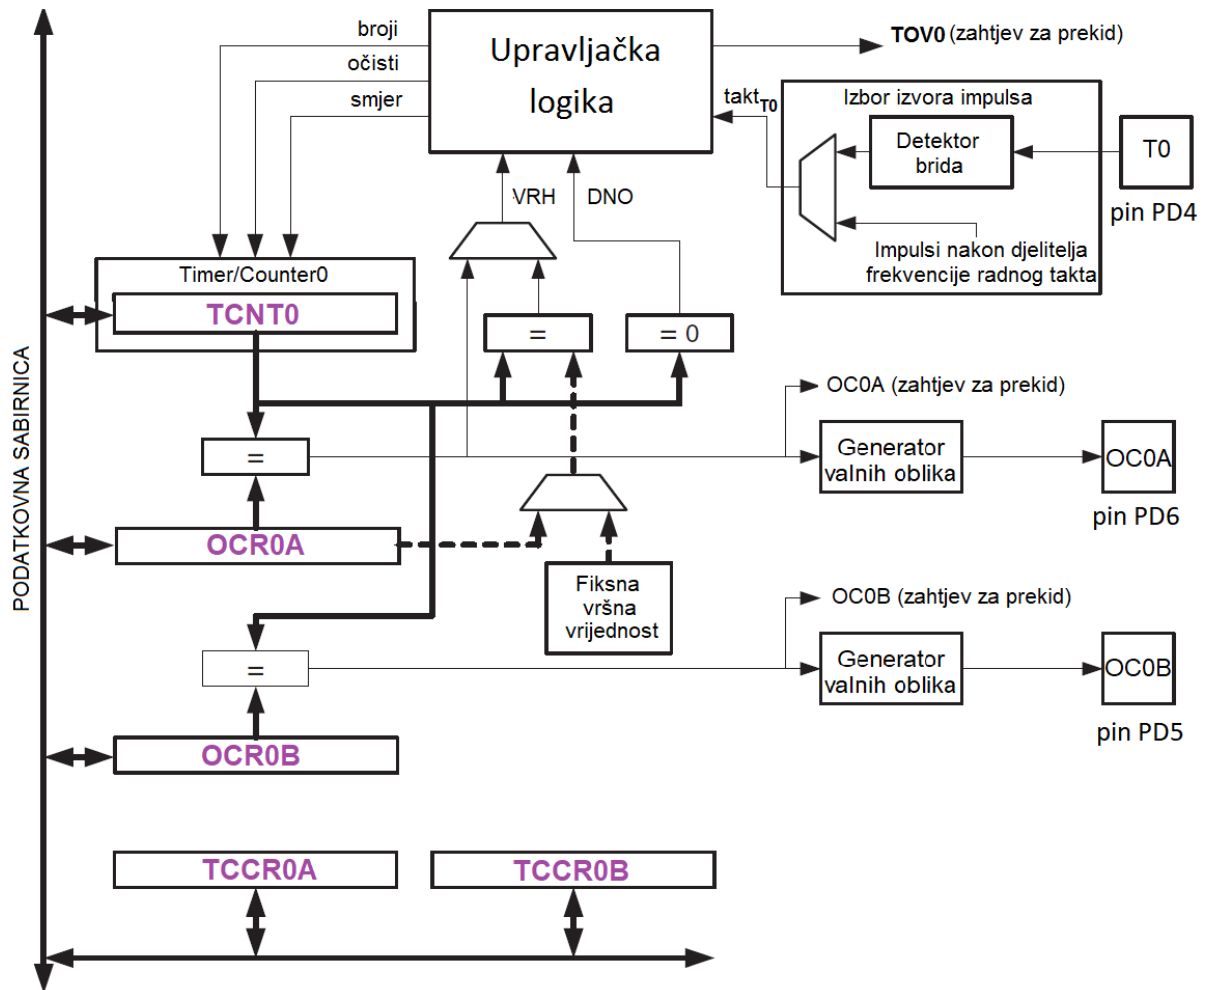 broji
očisti
smjer
Upravljačka
logika
TOV0 (zahtjev za prekid)
taktT0
Izbor izvora impulsa
Detektor
brida
T0
pin PD4
Impulsi nakon djelitelja
frekvencije radnog takta
VRH
DNO
Timer/Counter0
TCNT0
=
= 0
PODATKOVNA SABIRNICA
OC0A (zahtjev za prekid)
=
Generator
valnih oblika
OC0A
pin PD6
OCR0A
Fiksna
vršna
vrijednost
OC0B (zahtjev za prekid)
=
Generator
valnih oblika
OC0B
pin PD5
OCR0B
TCCR0A
TCCR0B